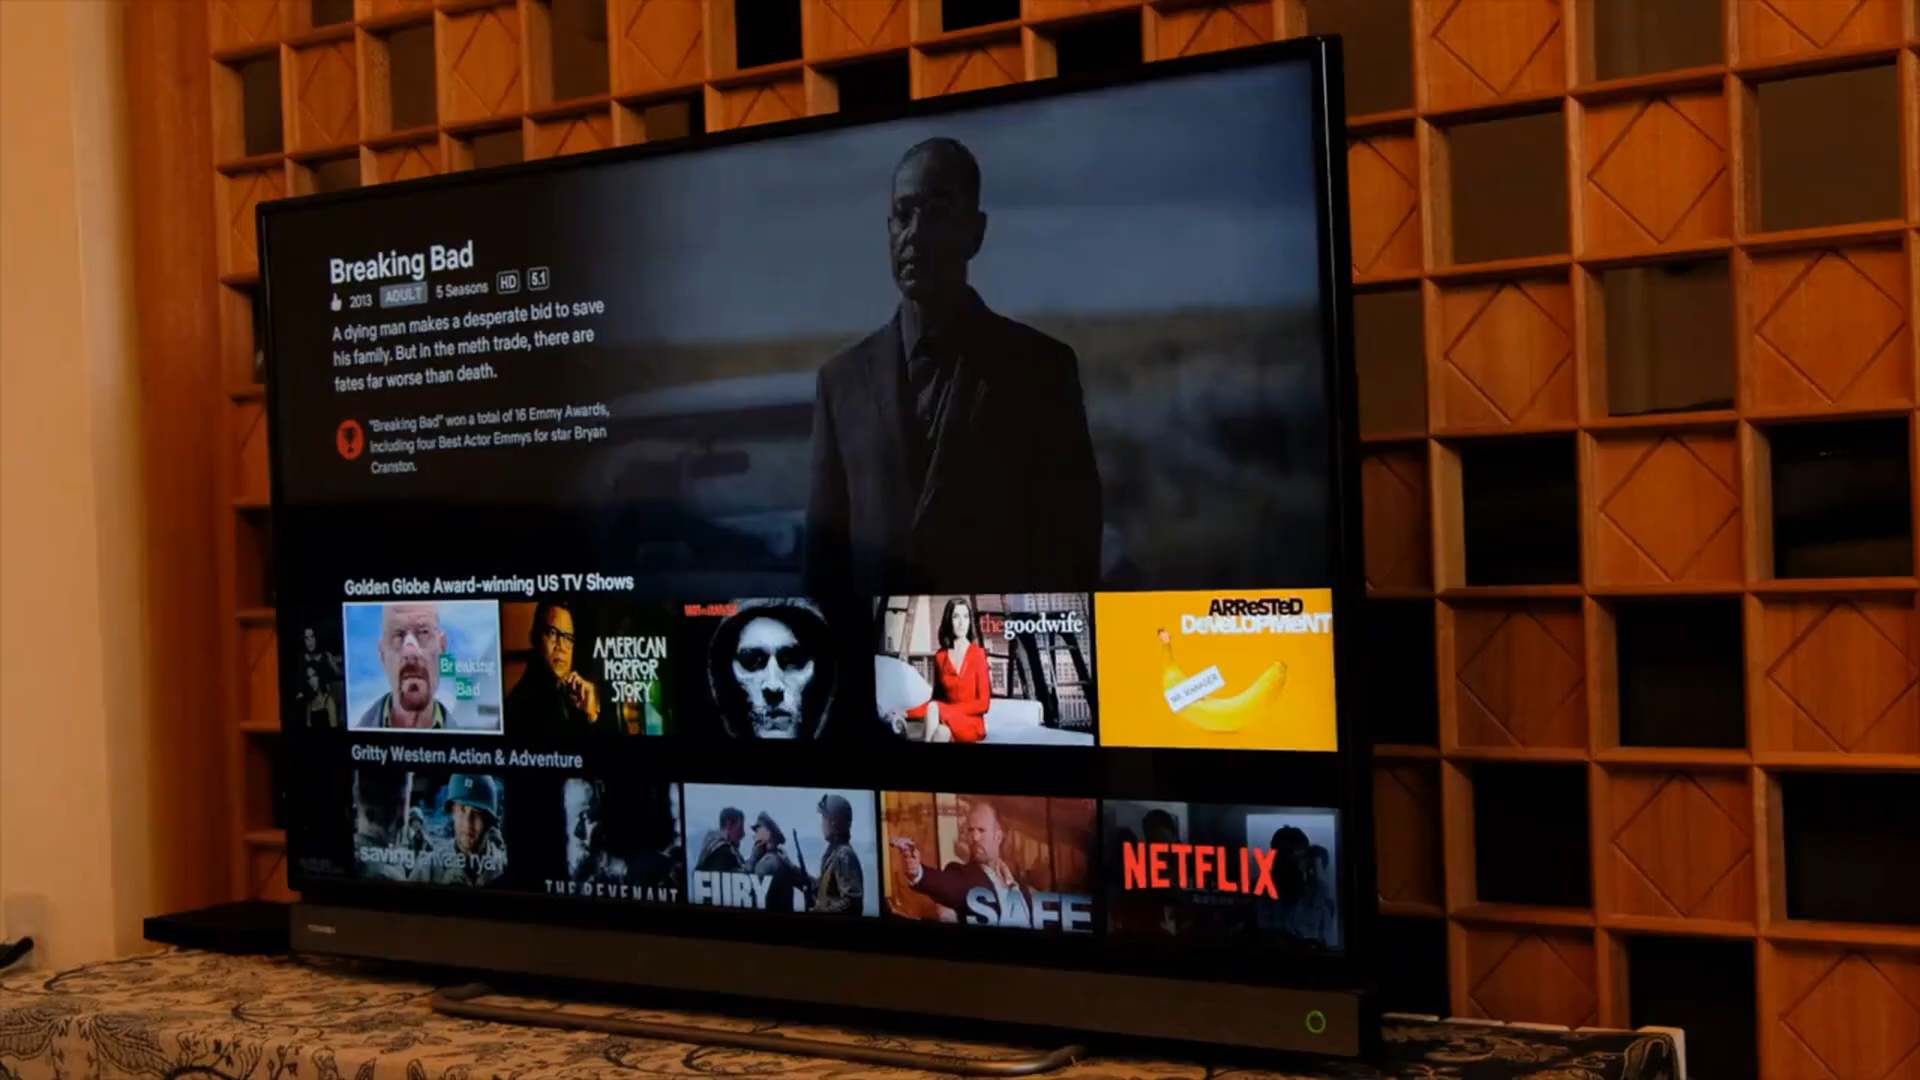 Breaking Bad
2013 ADULT 5 Seasons HD 5.1
A dying man makes a desperate bid to save
his family. But in the meth trade, there are
fates far worse than death.
"Breaking Bad" won a total of 16 Emmy Awards,
including four Best Actor Emmys for star Bryan
Cranston.
Golden Globe Award-winning US TV Shows
Breaking
Bad
AMERICAN
HORROR
STORY
thegoodwife
ARReSTeD
DeveLOPMeNT
MR. MANAGER
Gritty Western Action & Adventure
saving private ryan
THE REVENANT
FURY
SAFE
NETFLIX
TOSHIBA